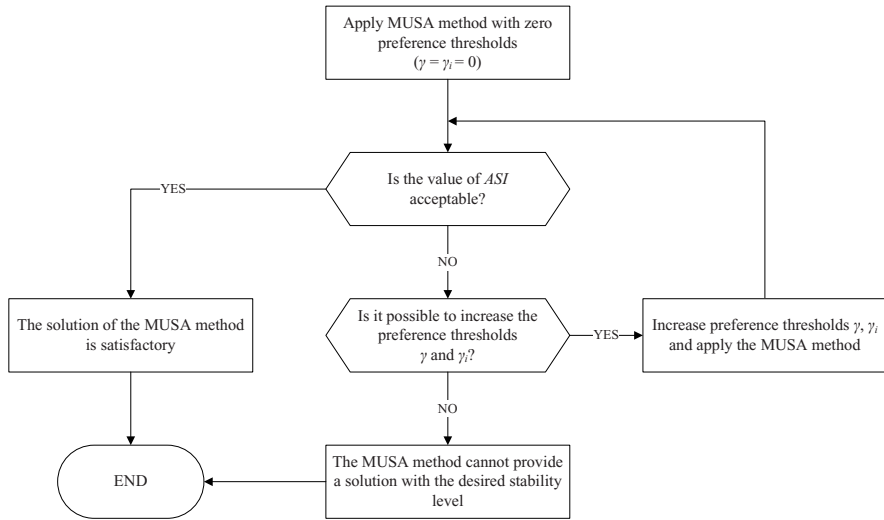 Apply MUSA method with zero
preference thresholds
(γ = γi = 0)
Is the value of ASI
acceptable?
YES
NO
The solution of the MUSA method
is satisfactory
Is it possible to increase the
preference thresholds
γ and γi?
YES
Increase preference thresholds γ, γi
and apply the MUSA method
NO
END
The MUSA method cannot provide
a solution with the desired stability
level